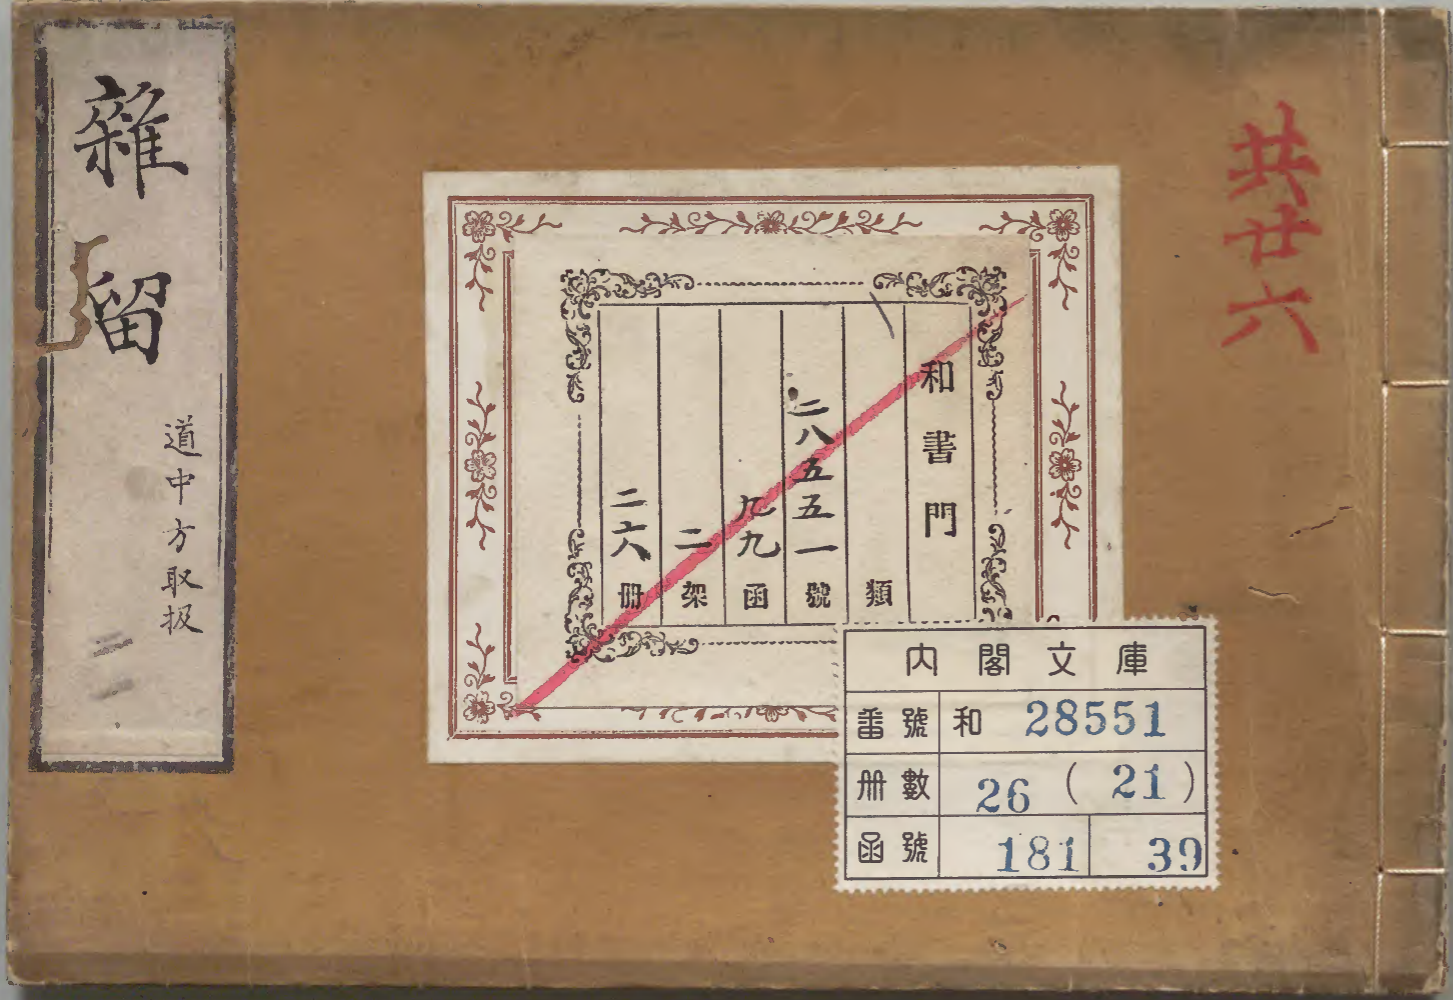 共廿六
和書門
類
二八五五一號
九九函
二架
二六冊
内閣文庫
番號 和 28551
冊數 26 (21)
函號 181 39
雜留
道中方取扱